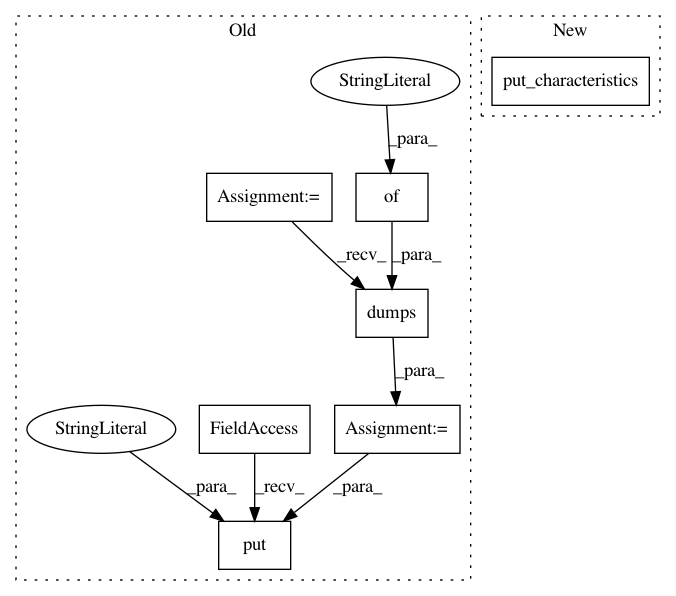 Old
New
StringLiteral
put_characteristics
_para_
Assignment:=
of
_recv_
_para_
dumps
_para_
StringLiteral
FieldAccess
Assignment:=
_para_
_recv_
_para_
put